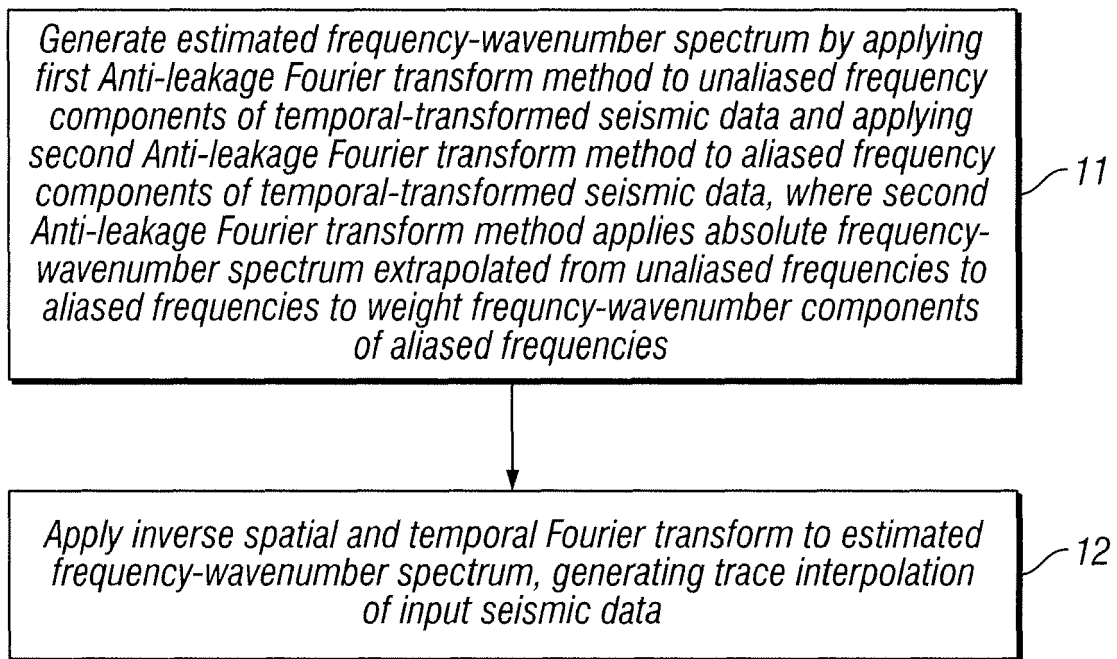 Generate estimated frequency-wavenumber spectrum by applying
first Anti-leakage Fourier transform method to unaliased frequency
components of temporal-transformed seismic data and applying
second Anti-leakage Fourier transform method to aliased frequency
components of temporal-transformed seismic data, where second
Anti-leakage Fourier transform method applies absolute frequency-
wavenumber spectrum extrapolated from unaliased frequencies to
aliased frequencies to weight frequncy-wavenumber components
of aliased frequencies
11
Apply inverse spatial and temporal Fourier transform to estimated
frequency-wavenumber spectrum, generating trace interpolation
of input seismic data
12